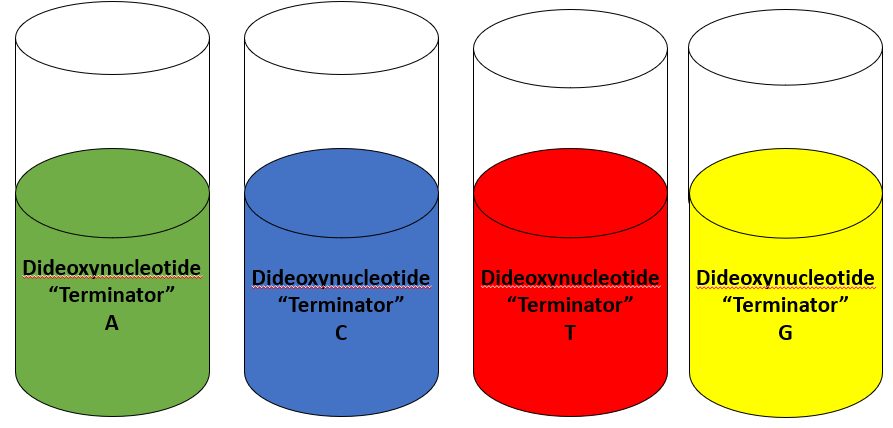 Dideoxynucleotide
“Terminator”
A
Dideoxynucleotide
“Terminator”
C
Dideoxynucleotide
“Terminator”
T
Dideoxynucleotide
“Terminator”
G